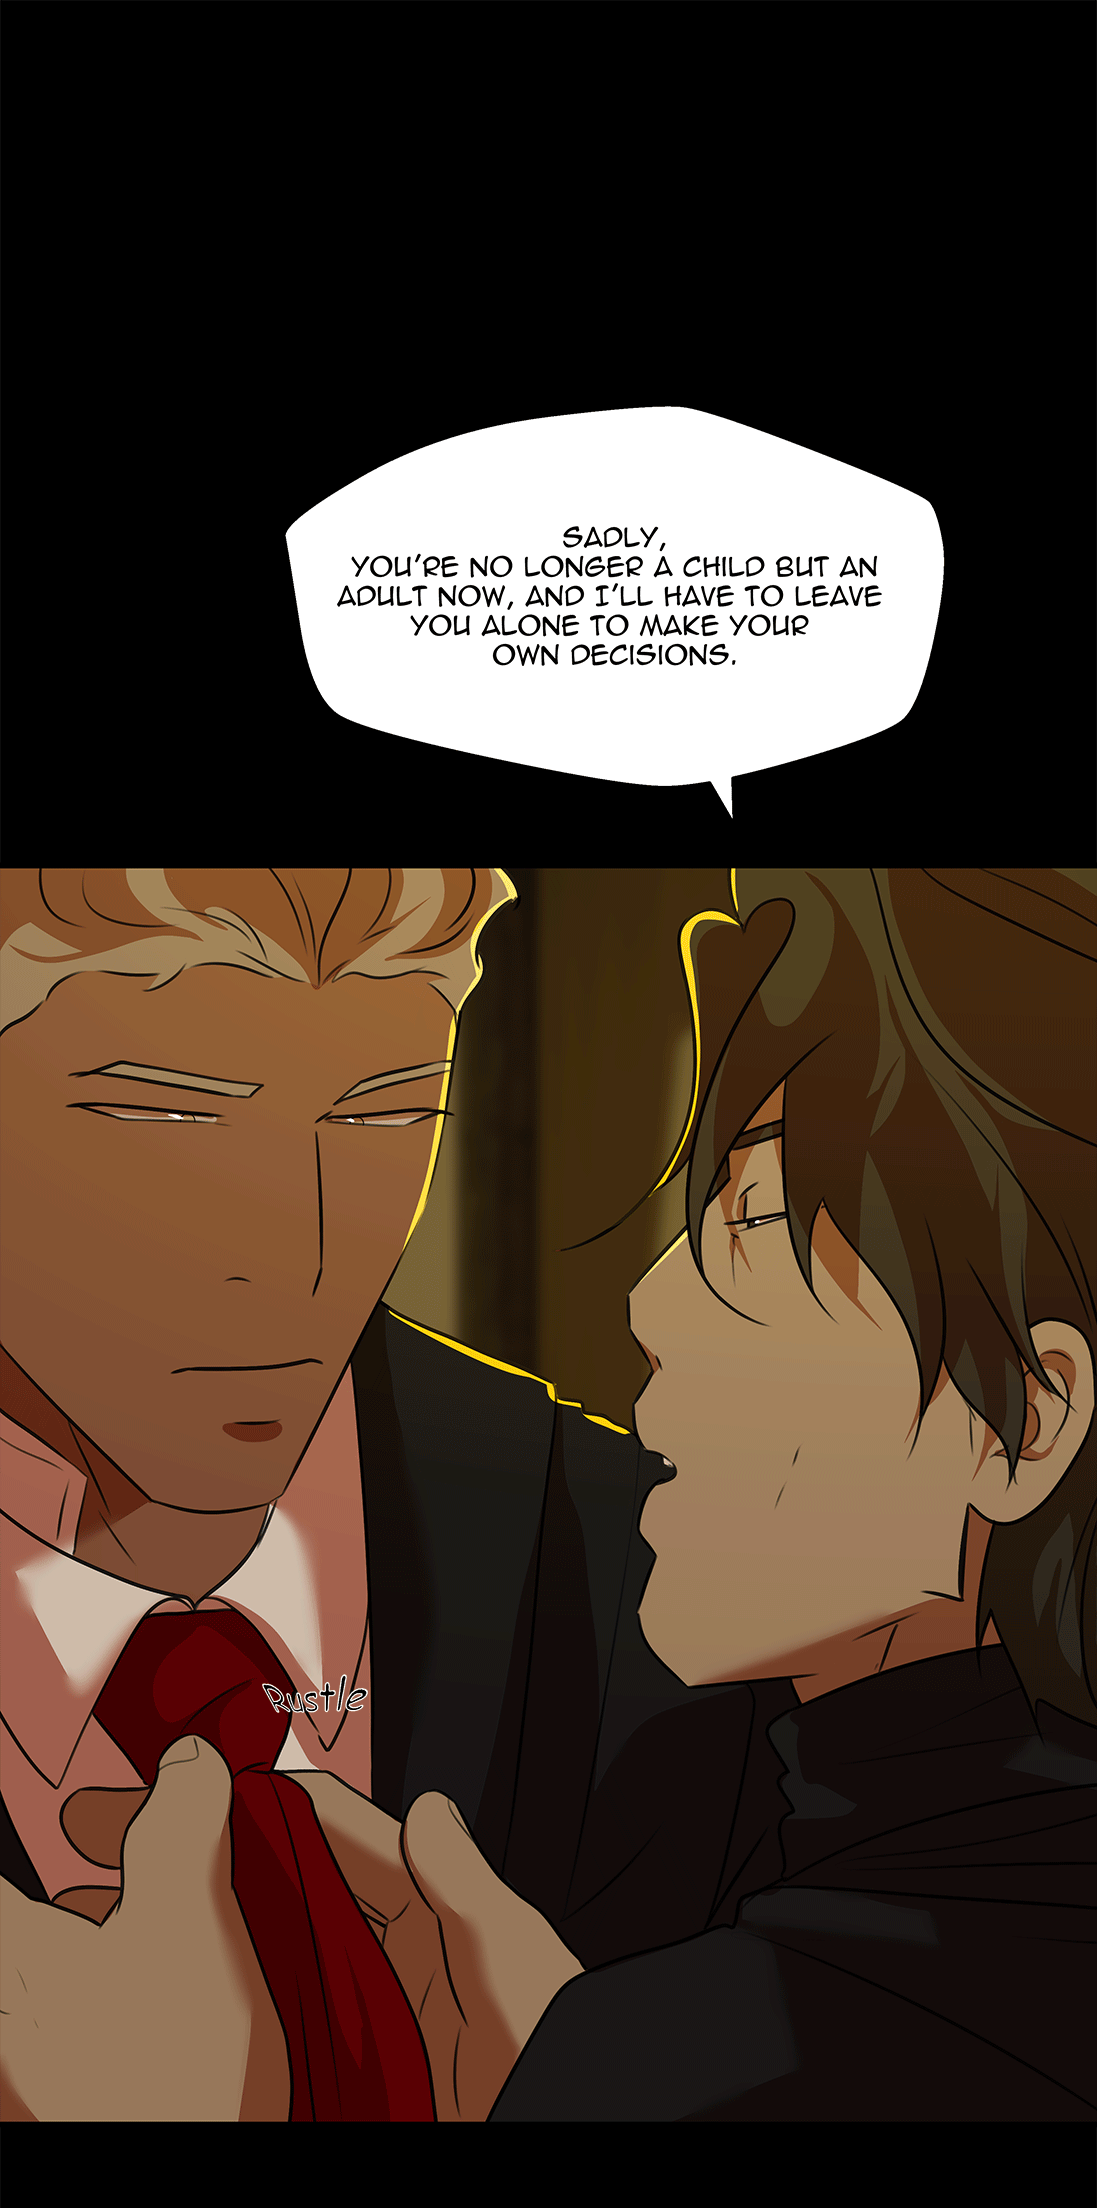 SADLY,
YOU'RE NO LONGER A CHILD BUT AN
ADULT NOW, AND I'LL HAVE TO LEAVE
YOU ALONE TO MAKE YOUR
OWN DECISIONS.
Rustle